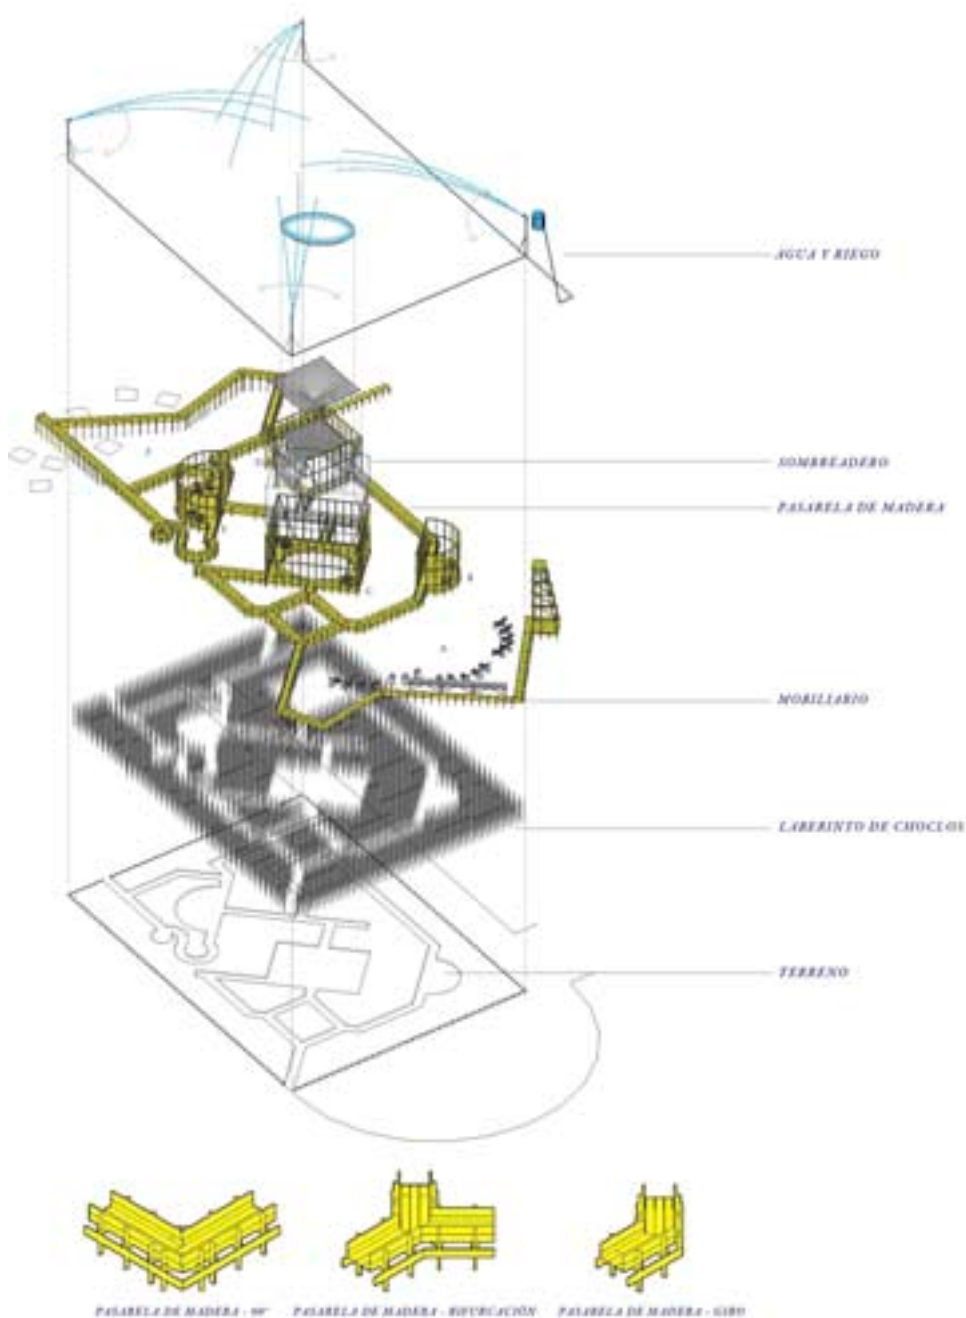 AGUA Y RIEGO
SOMBREADERO
PASARELA DE MADERA
MOBILIARIO
LABERINTO DE CHOCLOS
TERRENO
PASARELA DE MADERA - 90°
PASARELA DE MADERA - BIFURCACIÓN
PASARELA DE MADERA - GIRO